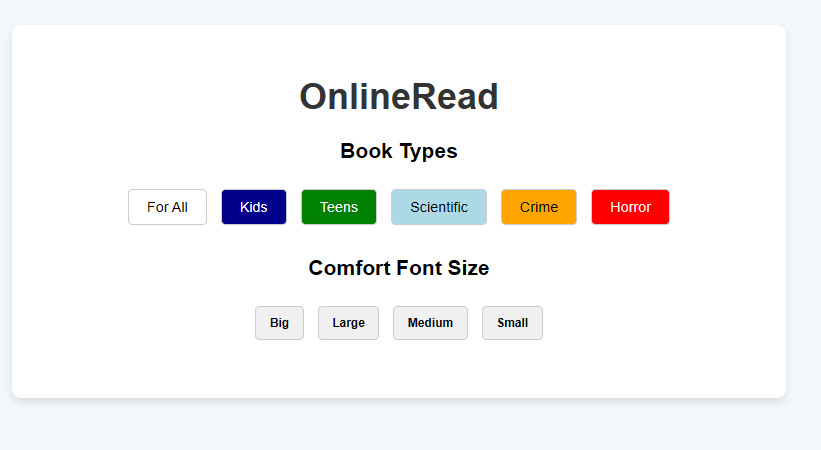 OnlineRead
Book Types
For All Kids Teens Scientific Crime Horror
Comfort Font Size
Big Large Medium Small